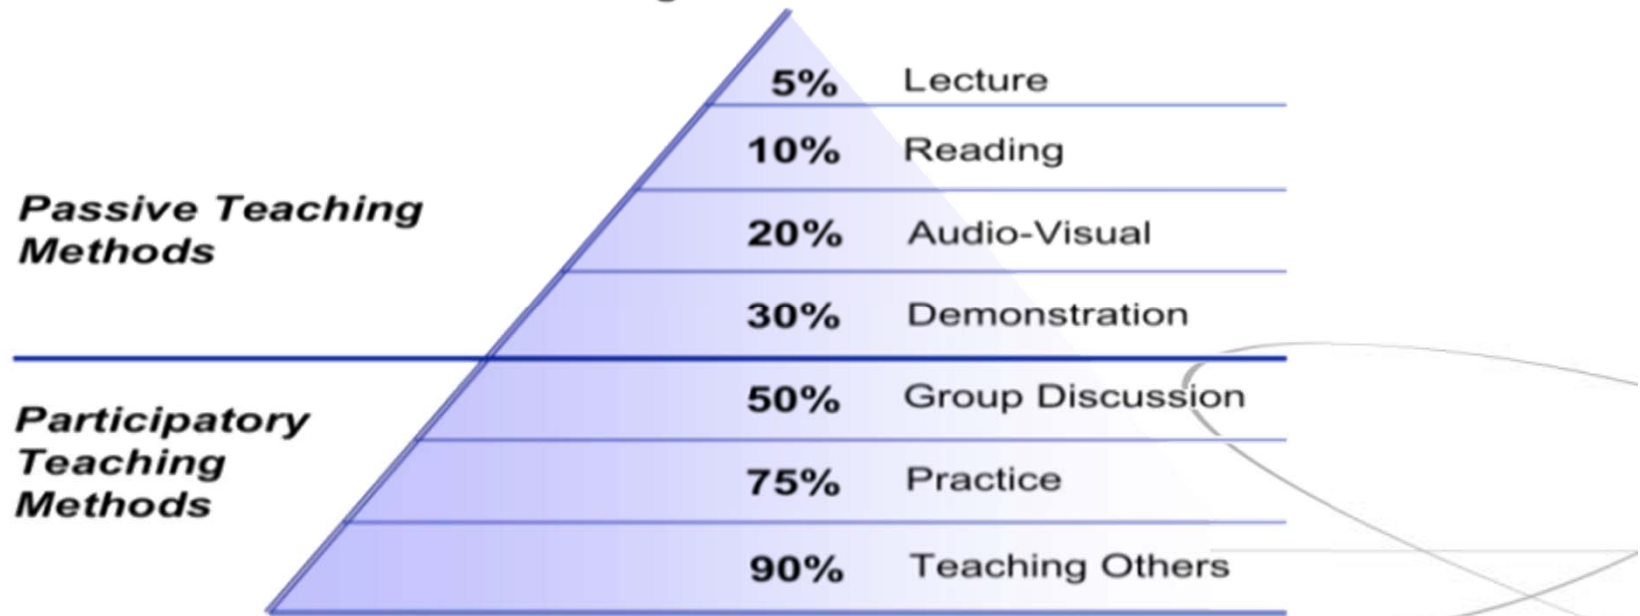 5% Lecture
10% Reading
Passive Teaching
Methods
20% Audio-Visual
30% Demonstration
50% Group Discussion
Participatory
Teaching
Methods
75% Practice
90% Teaching Others